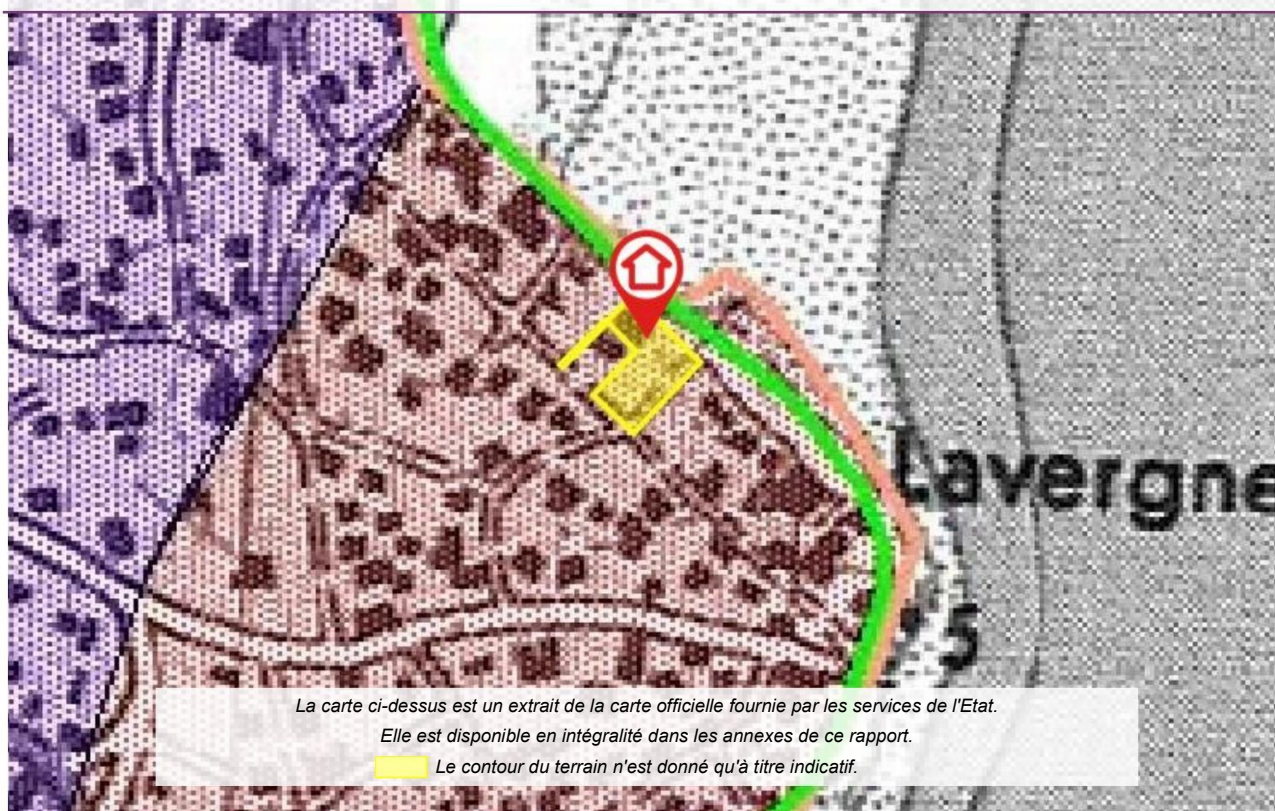 Lavergne
La carte ci-dessus est un extrait de la carte officielle fournie par les services de l'Etat.
Elle est disponible en intégralité dans les annexes de ce rapport.
Le contour du terrain n'est donné qu'à titre indicatif.